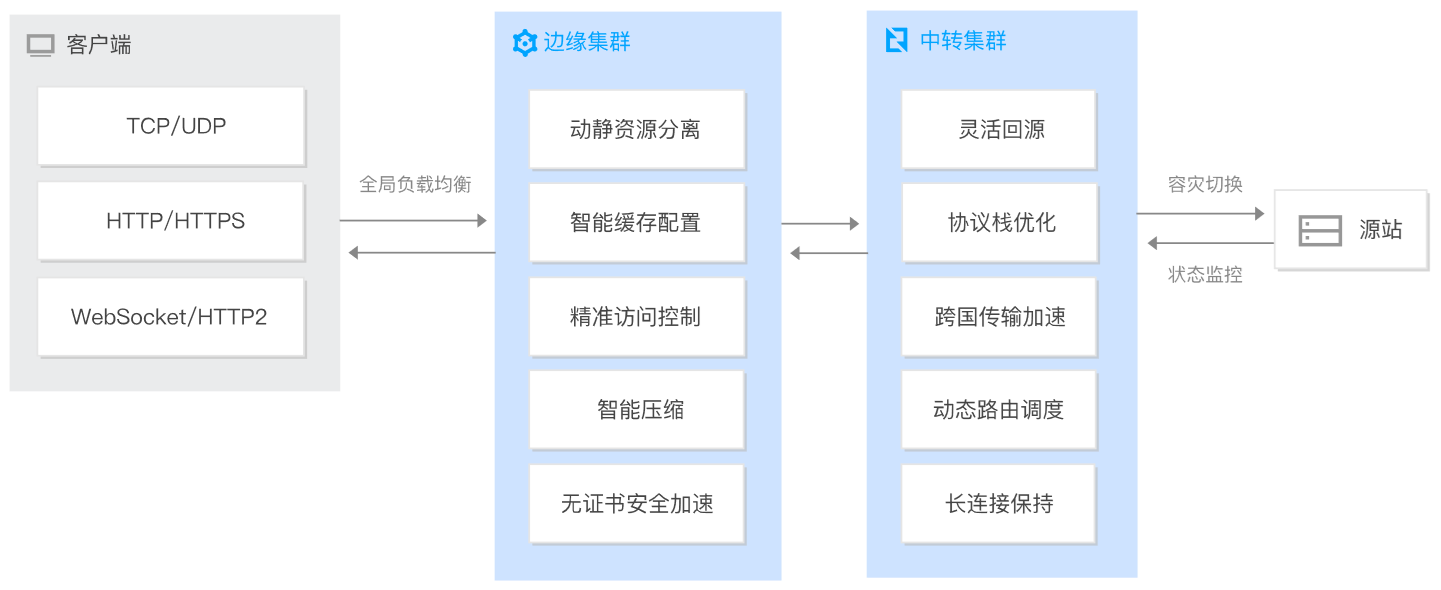 客户端
TCP/UDP
HTTP/HTTPS
WebSocket/HTTP2
全局负载均衡
边缘集群
动静资源分离
智能缓存配置
精准访问控制
智能压缩
无证书安全加速
中转集群
灵活回源
协议栈优化
跨国传输加速
动态路由调度
长连接保持
容灾切换
状态监控
源站